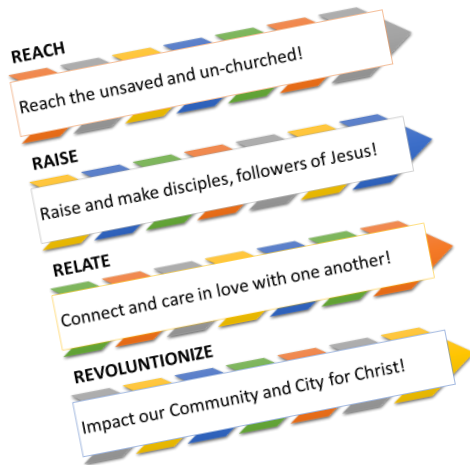 REACH
Reach the unsaved and un-churched!
RAISE
Raise and make disciples, followers of Jesus!
RELATE
Connect and care in love with one another!
REVOLUNTIONIZE
Impact our Community and City for Christ!